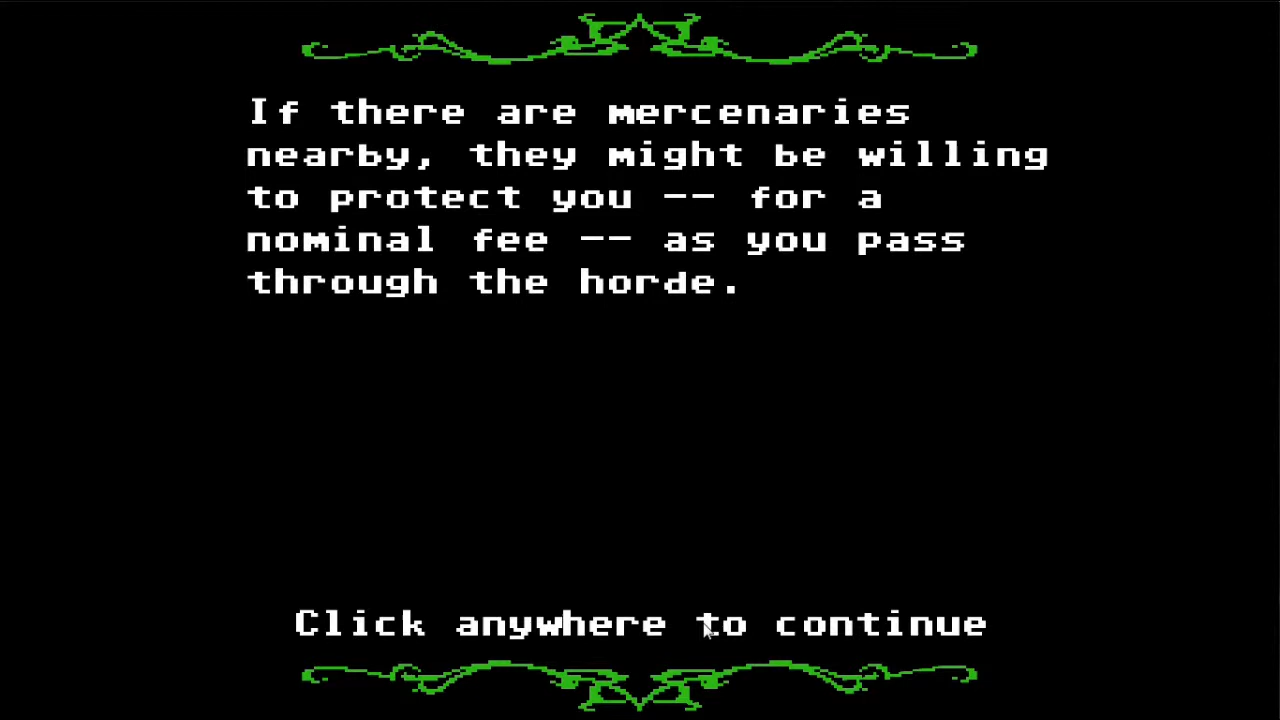 If there are mercenaries
nearby, they might be willing
to protect you -- for a
nominal fee -- as you pass
through the horde.
Click anywhere to continue